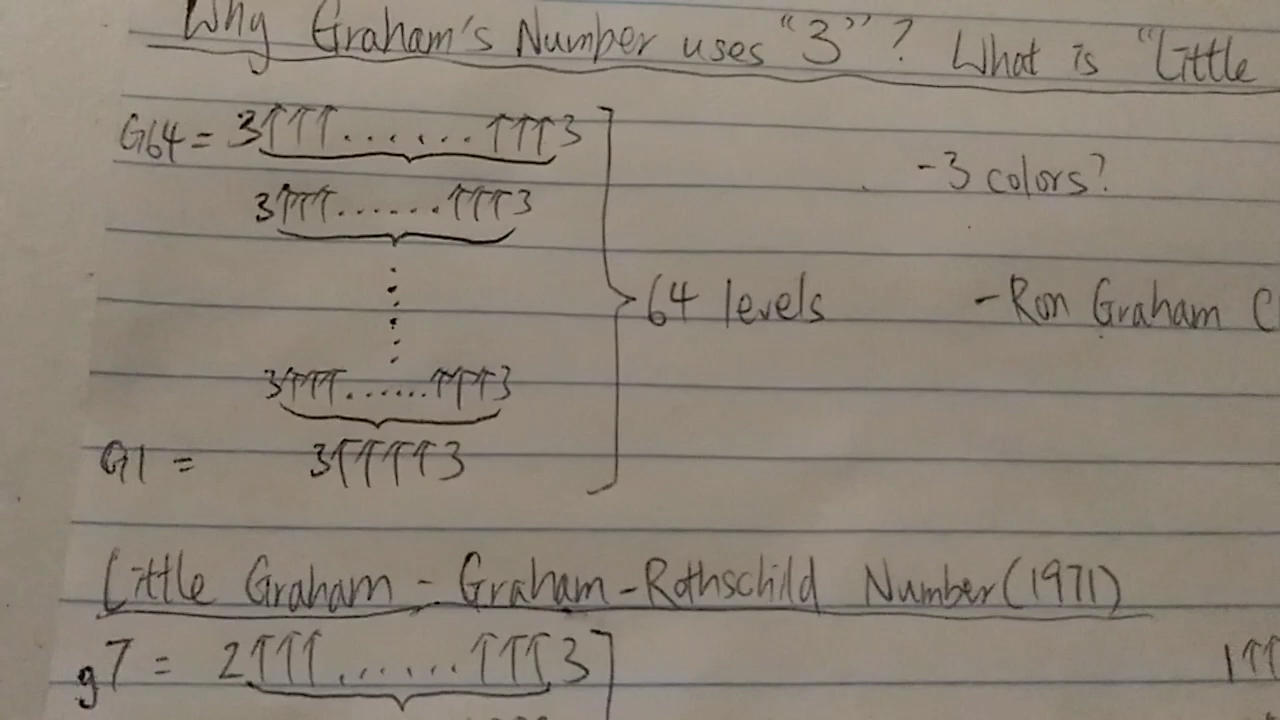 Why Graham's Number uses "3"? What is "Little
G64 = 3↑↑↑.......↑↑↑3
- 3 colors?
3↑↑↑.......↑↑↑3
64 levels
- Ron Graham
3↑↑↑......↑↑↑3
G1 = 3↑↑↑↑3
Little Graham - Graham-Rothschild Number (1971)
g7 = 2↑↑↑......↑↑↑3
1↑↑